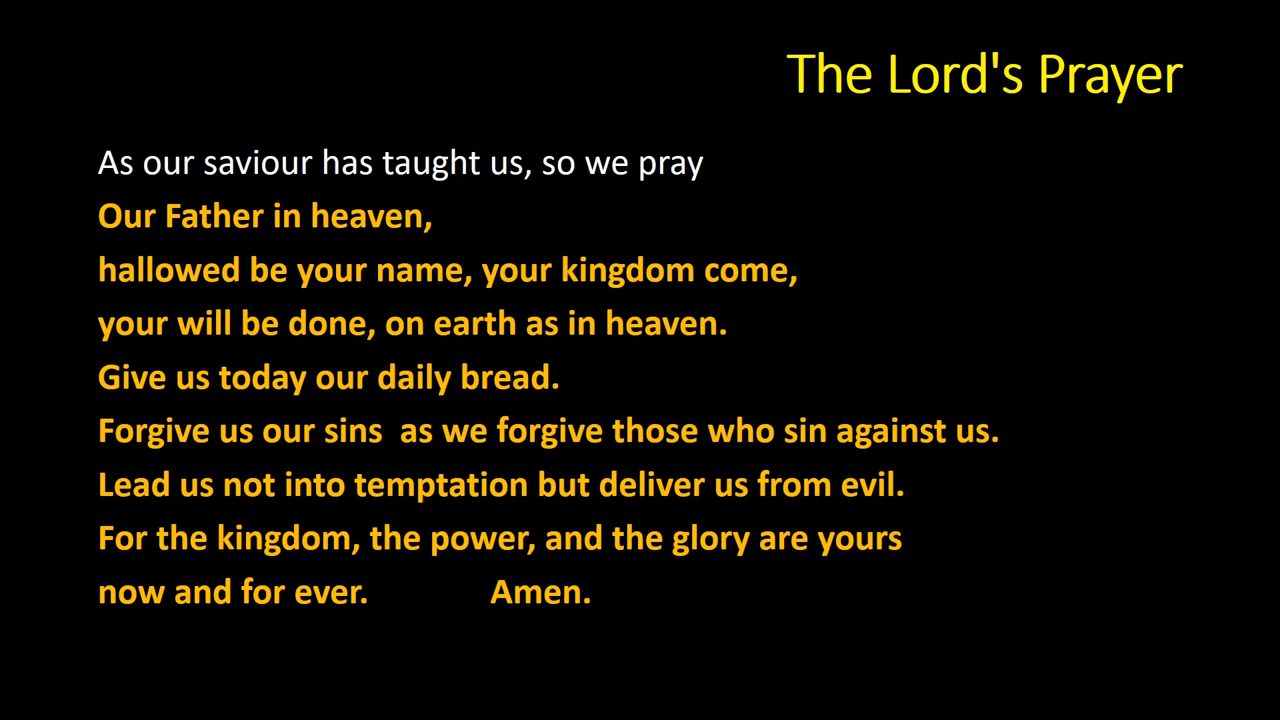 The Lord's Prayer
As our saviour has taught us, so we pray
Our Father in heaven,
hallowed be your name, your kingdom come,
your will be done, on earth as in heaven.
Give us today our daily bread.
Forgive us our sins  as we forgive those who sin against us.
Lead us not into temptation but deliver us from evil.
For the kingdom, the power, and the glory are yours
now and for ever.             Amen.